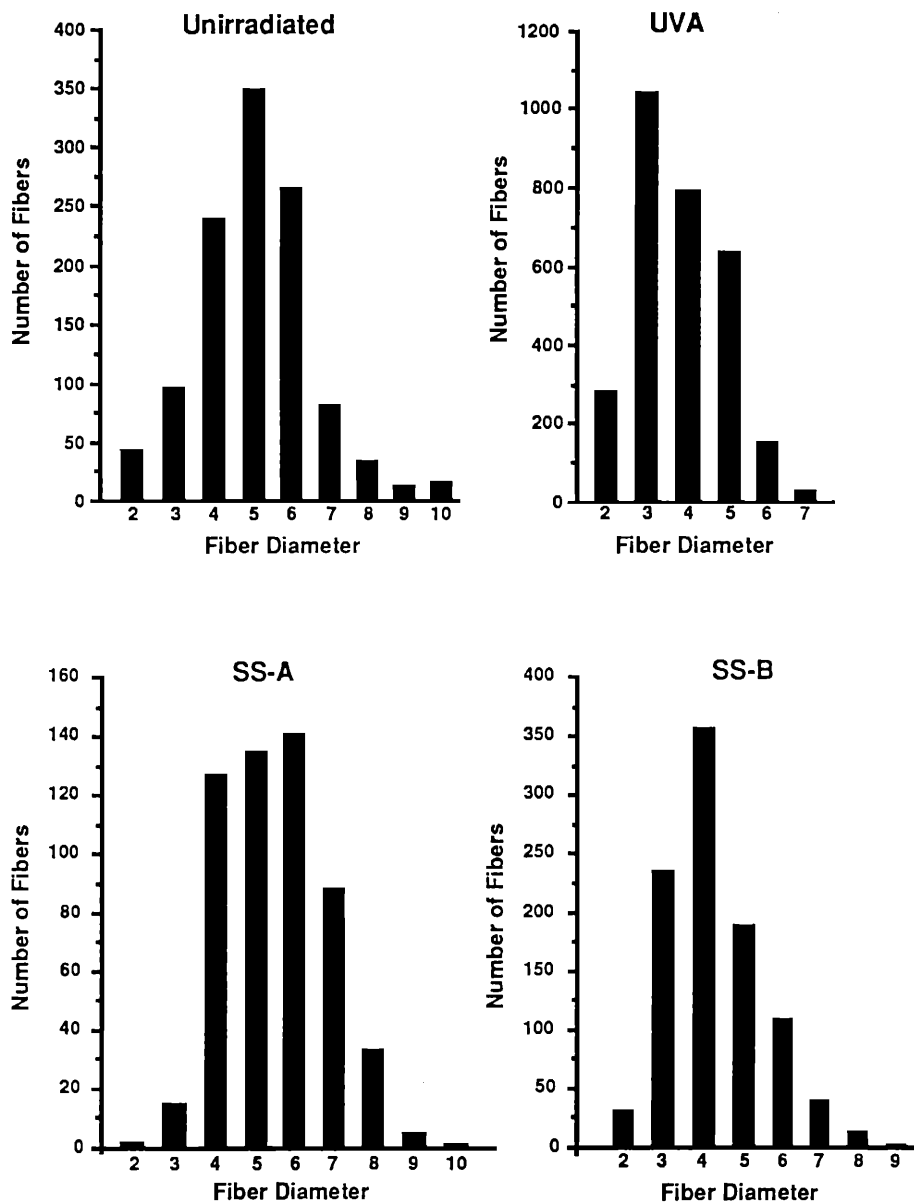 Unirradiated
400
350
300
250
200
150
100
50
0
Number of Fibers
2 3 4 5 6 7 8 9 10
Fiber Diameter
UVA
1200
1000
800
600
400
200
0
Number of Fibers
2 3 4 5 6 7
Fiber Diameter
SS-A
160
140
120
100
80
60
40
20
0
Number of Fibers
2 3 4 5 6 7 8 9 10
Fiber Diameter
SS-B
400
350
300
250
200
150
100
50
0
Number of Fibers
2 3 4 5 6 7 8 9
Fiber Diameter